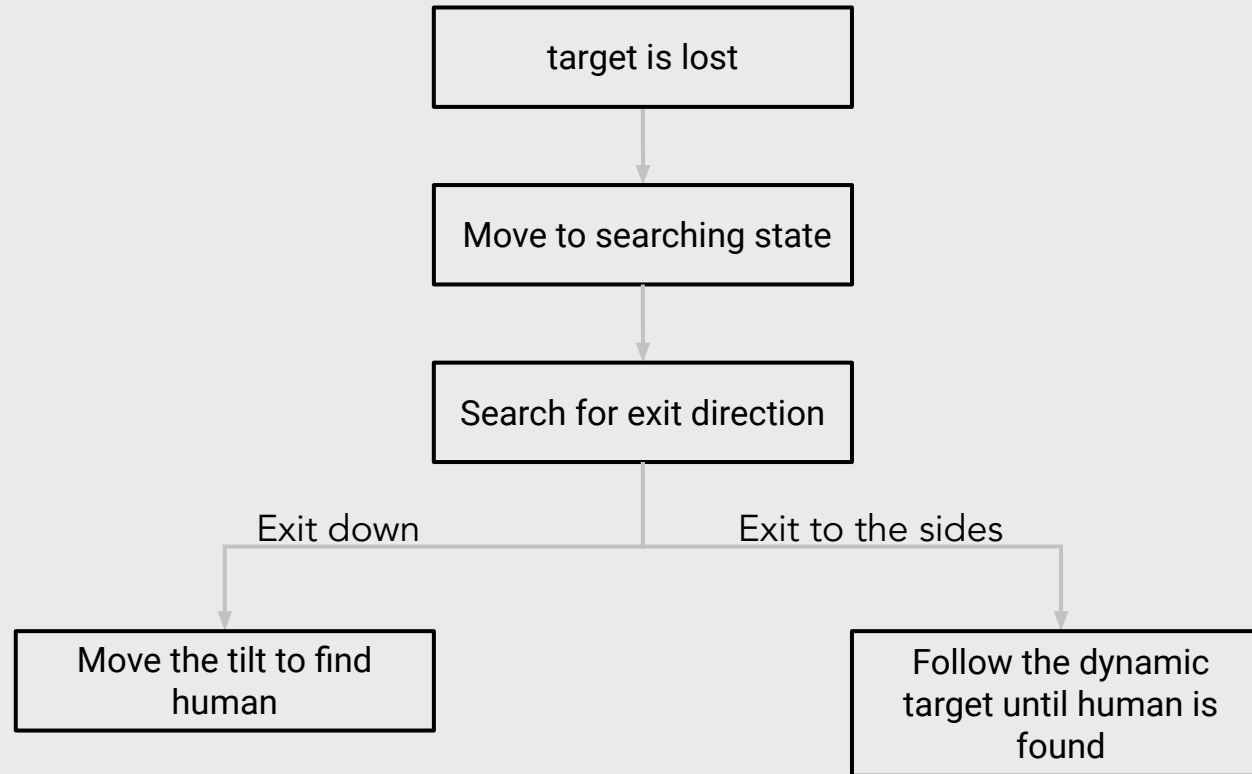 target is lost
Move to searching state
Search for exit direction
Exit down
Exit to the sides
Move the tilt to find
human
Follow the dynamic
target until human is
found